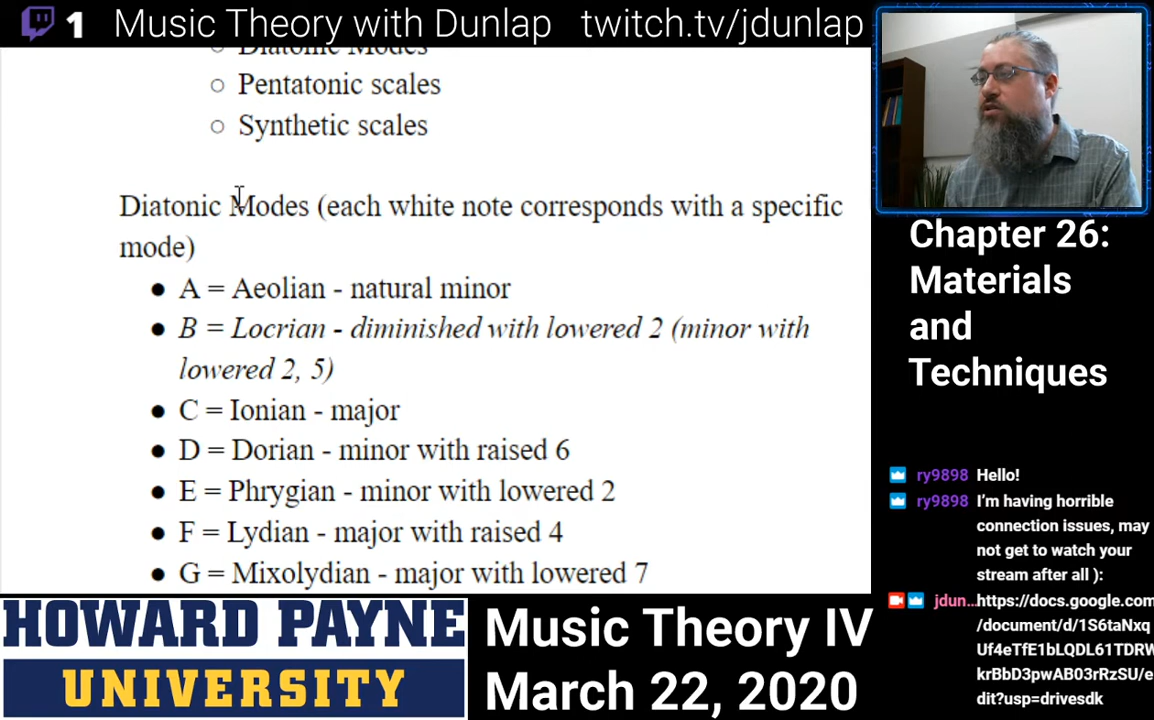 1 Music Theory with Dunlap twitch.tv/jdunlap
Diatonic Modes
○ Pentatonic scales
○ Synthetic scales
Diatonic Modes (each white note corresponds with a specific
mode)
● A = Aeolian - natural minor
● B = Locrian - diminished with lowered 2 (minor with
lowered 2, 5)
● C = Ionian - major
● D = Dorian - minor with raised 6
● E = Phrygian - minor with lowered 2
● F = Lydian - major with raised 4
● G = Mixolydian - major with lowered 7
Chapter 26:
Materials
and
Techniques
ry9898 Hello!
ry9898 I'm having horrible
connection issues, may
not get to watch your
stream after all ):
jdun... https://docs.google.com
/document/d/1S6taNxq
Uf4eTfE1bLQDL61TDRW
krBbD3pwAB03rRzSU/e
dit?usp=drivesdk
HOWARD PAYNE
UNIVERSITY
Music Theory IV
March 22, 2020